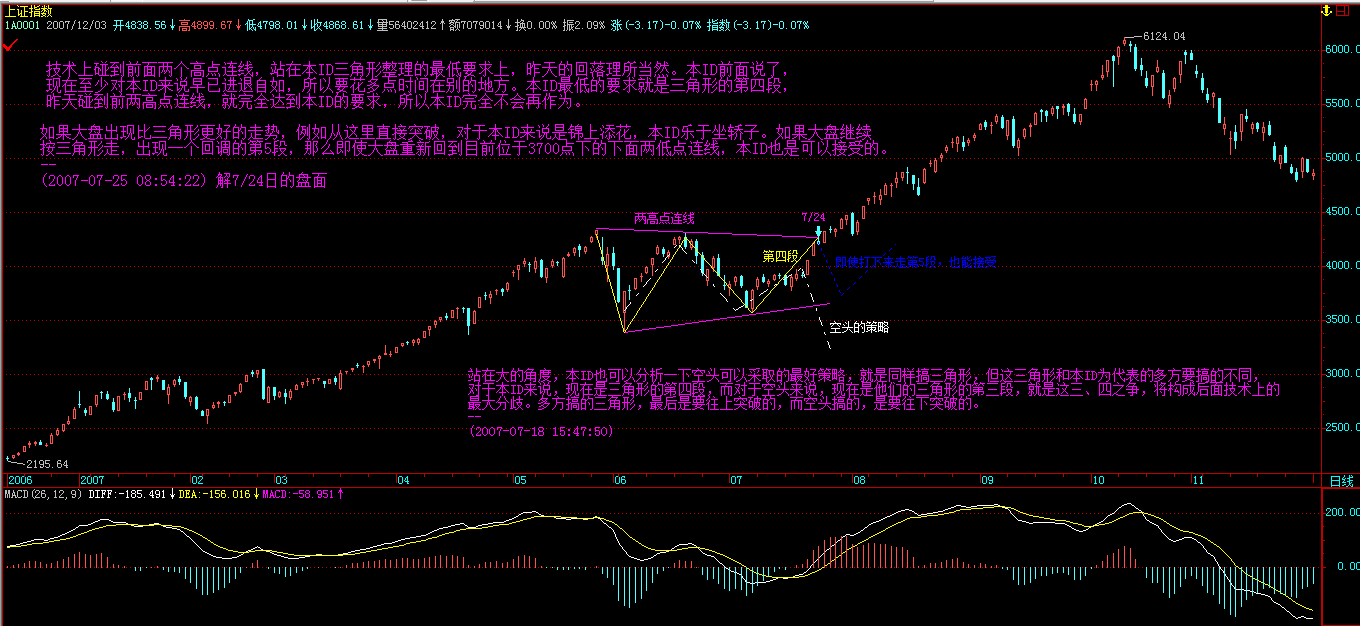 上证指数
1A0001 2007/12/03 开4838.56↓高4899.67↓低4798.01↓收4868.61↓量56402412↑额7079014↓换0.00% 振2.09% 涨(-3.17)-0.07% 指数(-3.17)-0.07%
技术上碰到前面两个高点连线，站在本ID三角形整理的最低要求上，昨天的回落理所当然。本ID前面说了，
现在至少对本ID来说早已进退自如，所以要花多点时间在别的地方。本ID最低的要求就是三角形的第四段，
昨天碰到前两高点连线，就完全达到本ID的要求，所以本ID完全不会再作为。
如果大盘出现比三角形更好的走势，例如从这里直接突破，对于本ID来说是锦上添花，本ID乐于坐轿子。如果大盘继续
按三角形走，出现一个回调的第5段，那么即使大盘重新回到目前位于3700点下的下面两低点连线，本ID也是可以接受的。
--
(2007-07-25 08:54:22) 解7/24日的盘面
6124.04
6000.0
5500.0
5000.0
4500.0
4000.0
3500.0
3000.0
2500.0
两高点连线
7/24
第四段
空头的策略
站在大的角度，本ID也可以分析一下空头可以采取的最好策略，就是同样搞三角形，但这三角形和本ID为代表的多方要搞的不同，
对于本ID来说，现在是三角形的第四段，而对于空头来说，现在是他们的三角形的第三段，就是这三、四之争，将构成后面技术上的
最大分歧。多方搞的三角形，最后是要往上突破的，而空头搞的，是要往下突破的。
--
(2007-07-18 15:47:50)
2195.64
2006 2007 02 03 04 05 06 07 08 09 10 11 日线
MACD(26,12,9) DIFF:-185.491↓DEA:-156.016↓MACD:-58.951↑
200.00
0.00